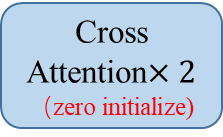 Cross
Attention× 2
（zero initialize)